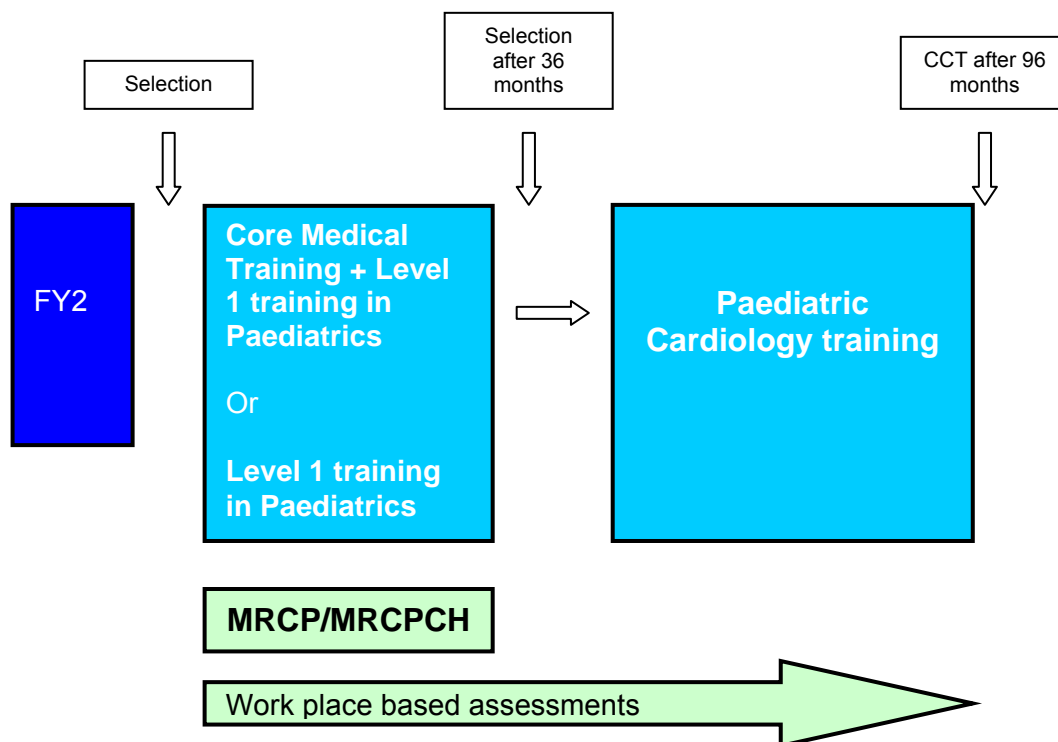 Selection
Selection
after 36
months
CCT after 96
months
FY2
Core Medical
Training + Level
1 training in
Paediatrics
Or
Level 1 training
in Paediatrics
Paediatric
Cardiology training
MRCP/MRCPCH
Work place based assessments